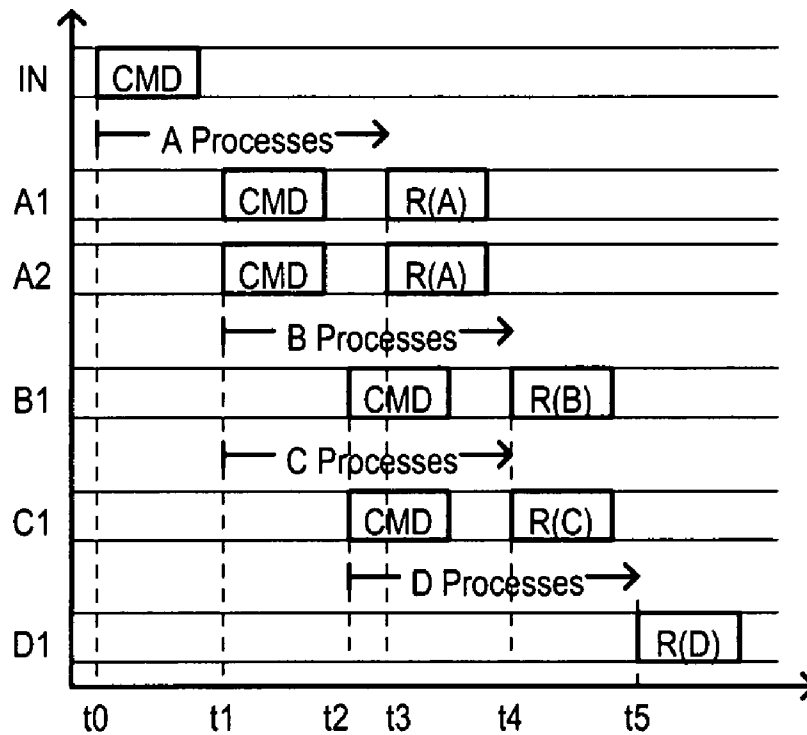 IN CMD
A Processes
A1 CMD R(A)
A2 CMD R(A)
B Processes
B1 CMD R(B)
C Processes
C1 CMD R(C)
D Processes
D1 R(D)
t0 t1 t2 t3 t4 t5